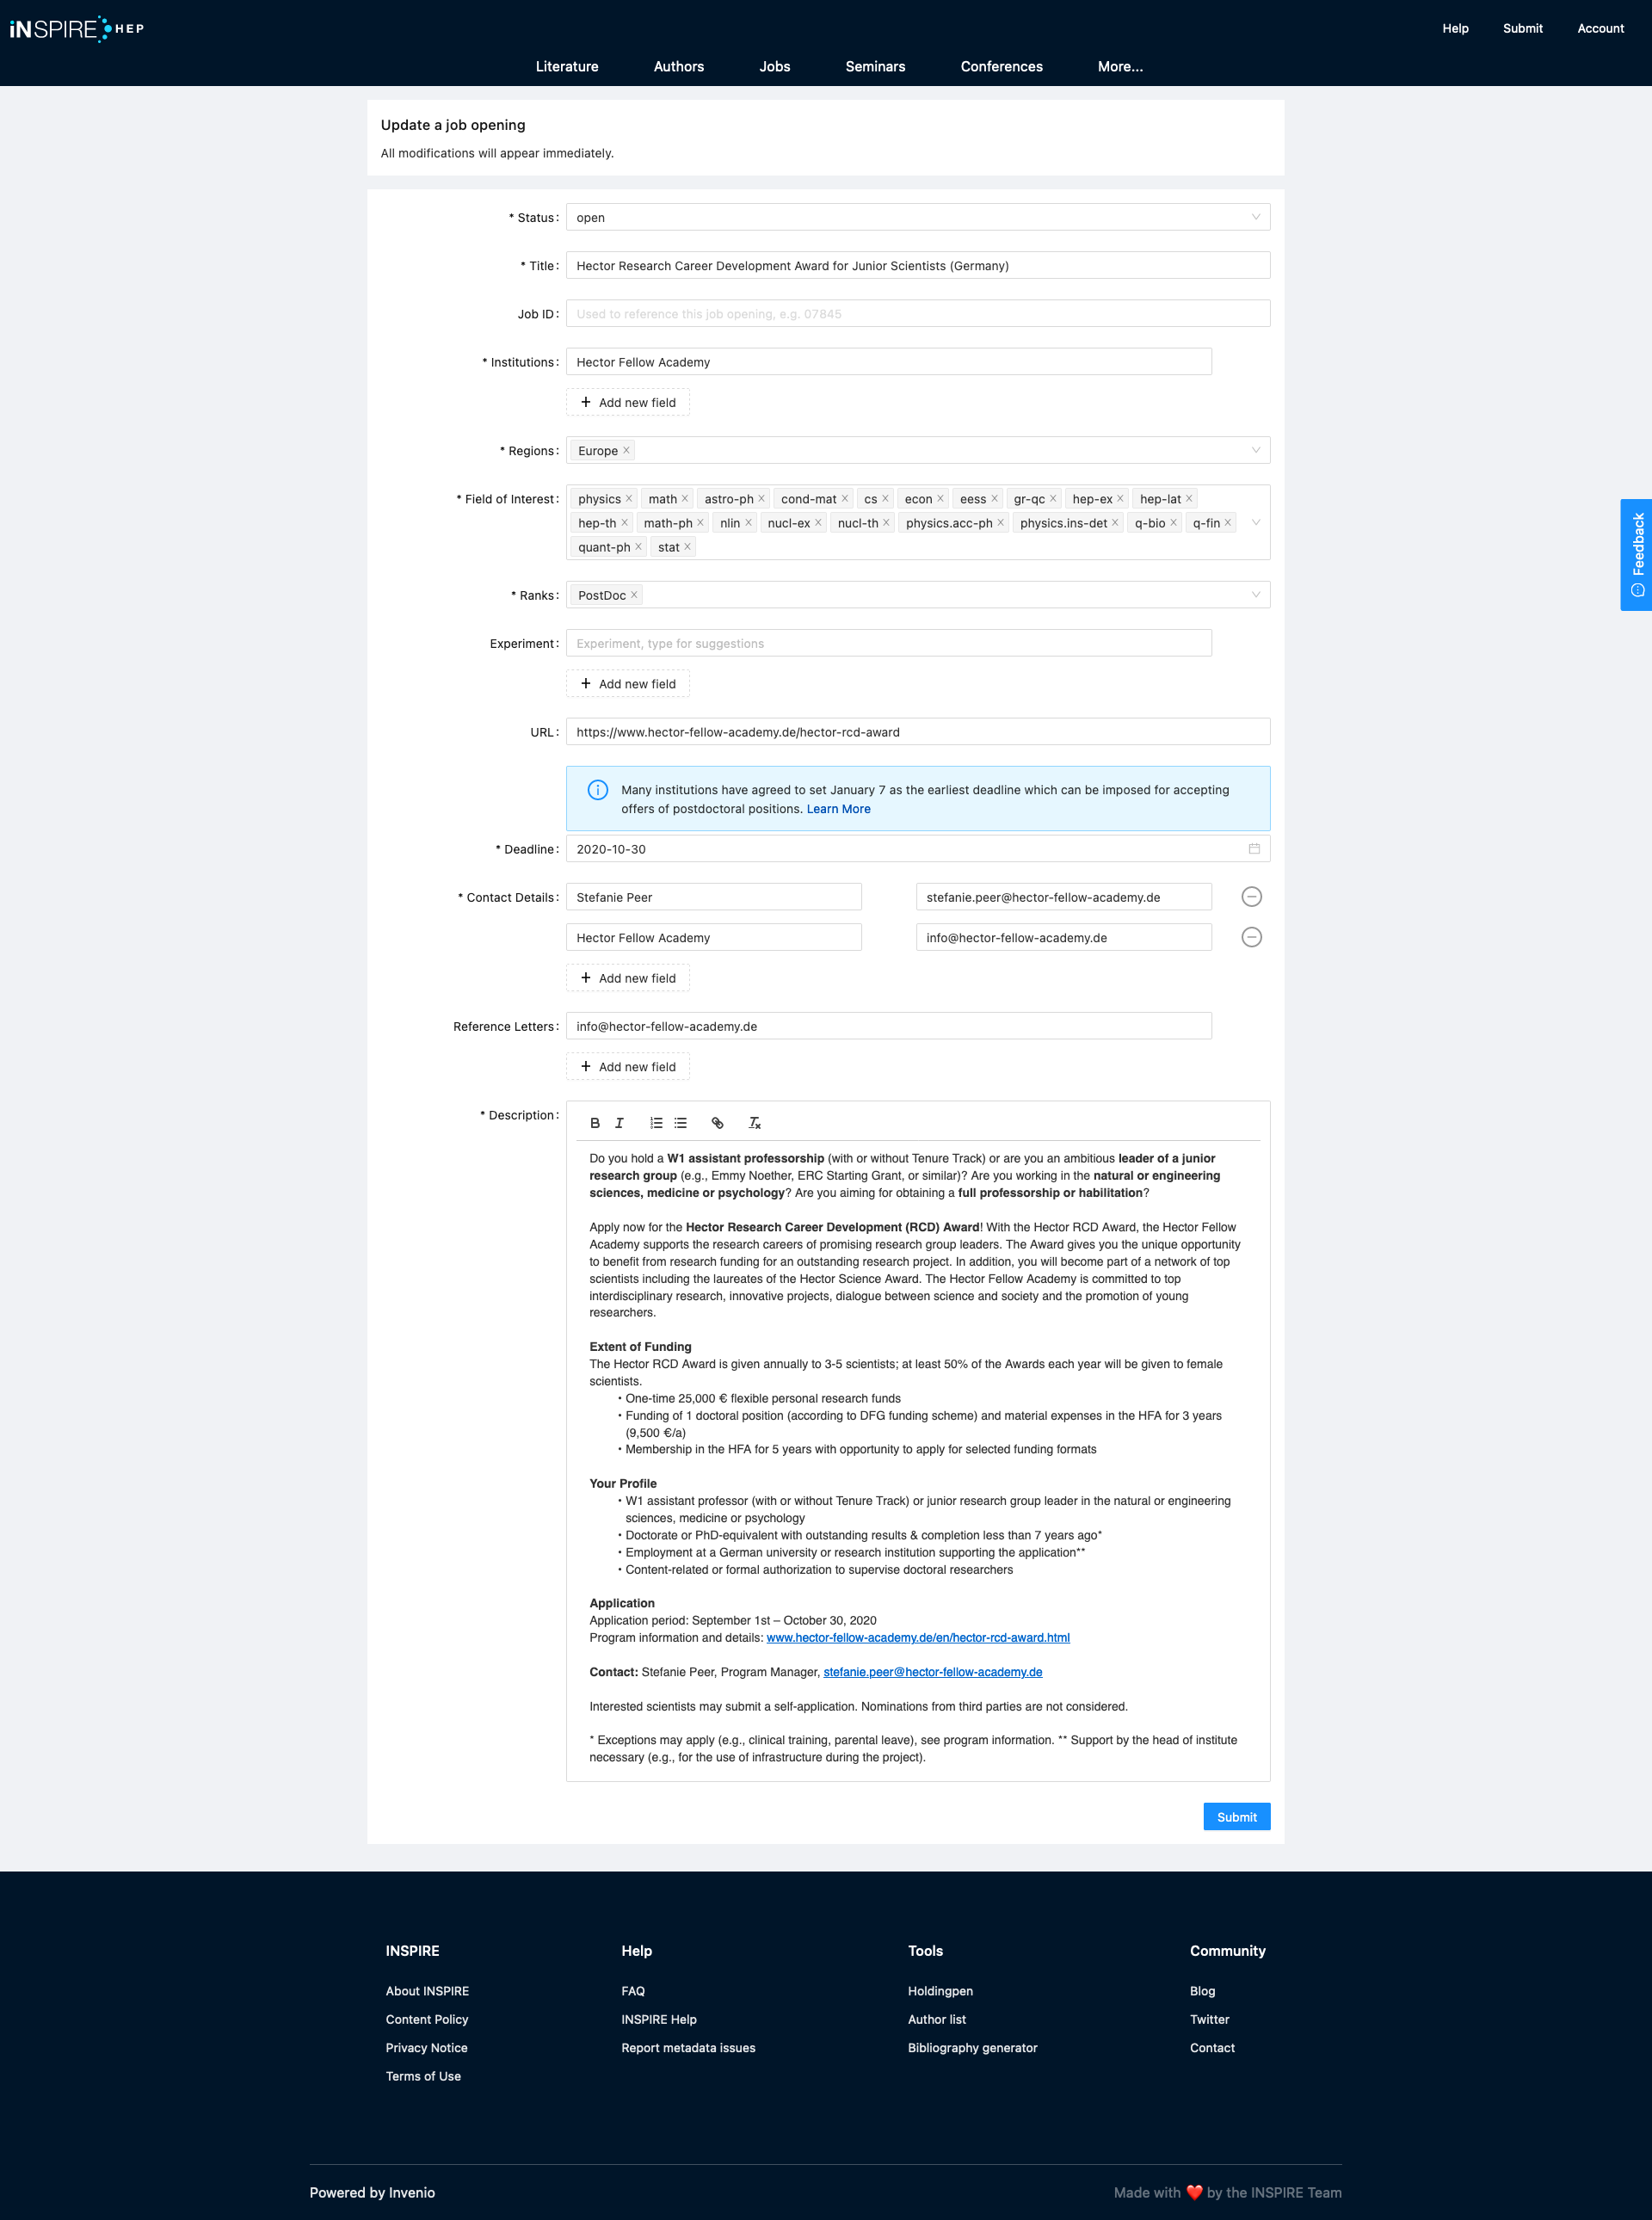 iNSPIRE HEP
Help Submit Account
Literature Authors Jobs Seminars Conferences More...
Update a job opening
All modifications will appear immediately.
* Status: open
* Title: Hector Research Career Development Award for Junior Scientists (Germany)
Job ID: Used to reference this job opening, e.g. 07845
* Institutions: Hector Fellow Academy
+ Add new field
* Regions: Europe
* Field of Interest: physics math astro-ph cond-mat cs econ eess gr-qc hep-ex hep-lat
hep-th math-ph nlin nucl-ex nucl-th physics.acc-ph physics.ins-det q-bio q-fin
quant-ph stat
* Ranks: PostDoc
Experiment: Experiment, type for suggestions
+ Add new field
URL: https://www.hector-fellow-academy.de/hector-rcd-award
Many institutions have agreed to set January 7 as the earliest deadline which can be imposed for accepting
offers of postdoctoral positions. Learn More
* Deadline: 2020-10-30
* Contact Details: Stefanie Peer stefanie.peer@hector-fellow-academy.de
Hector Fellow Academy info@hector-fellow-academy.de
+ Add new field
Reference Letters: info@hector-fellow-academy.de
+ Add new field
* Description:
Do you hold a W1 assistant professorship (with or without Tenure Track) or are you an ambitious leader of a junior
research group (e.g., Emmy Noether, ERC Starting Grant, or similar)? Are you working in the natural or engineering
sciences, medicine or psychology? Are you aiming for obtaining a full professorship or habilitation?
Apply now for the Hector Research Career Development (RCD) Award! With the Hector RCD Award, the Hector Fellow
Academy supports the research careers of promising research group leaders. The Award gives you the unique opportunity
to benefit from research funding for an outstanding research project. In addition, you will become part of a network of top
scientists including the laureates of the Hector Science Award. The Hector Fellow Academy is committed to top
interdisciplinary research, innovative projects, dialogue between science and society and the promotion of young
researchers.
Extent of Funding
The Hector RCD Award is given annually to 3-5 scientists; at least 50% of the Awards each year will be given to female
scientists.
• One-time 25,000 € flexible personal research funds
• Funding of 1 doctoral position (according to DFG funding scheme) and material expenses in the HFA for 3 years
(9,500 €/a)
• Membership in the HFA for 5 years with opportunity to apply for selected funding formats
Your Profile
• W1 assistant professor (with or without Tenure Track) or junior research group leader in the natural or engineering
sciences, medicine or psychology
• Doctorate or PhD-equivalent with outstanding results & completion less than 7 years ago*
• Employment at a German university or research institution supporting the application**
• Content-related or formal authorization to supervise doctoral researchers
Application
Application period: September 1st – October 30, 2020
Program information and details: www.hector-fellow-academy.de/en/hector-rcd-award.html
Contact: Stefanie Peer, Program Manager, stefanie.peer@hector-fellow-academy.de
Interested scientists may submit a self-application. Nominations from third parties are not considered.
* Exceptions may apply (e.g., clinical training, parental leave), see program information. ** Support by the head of institute
necessary (e.g., for the use of infrastructure during the project).
Submit
Feedback
INSPIRE Help Tools Community
About INSPIRE FAQ Holdingpen Blog
Content Policy INSPIRE Help Author list Twitter
Privacy Notice Report metadata issues Bibliography generator Contact
Terms of Use
Powered by Invenio Made with ❤️ by the INSPIRE Team